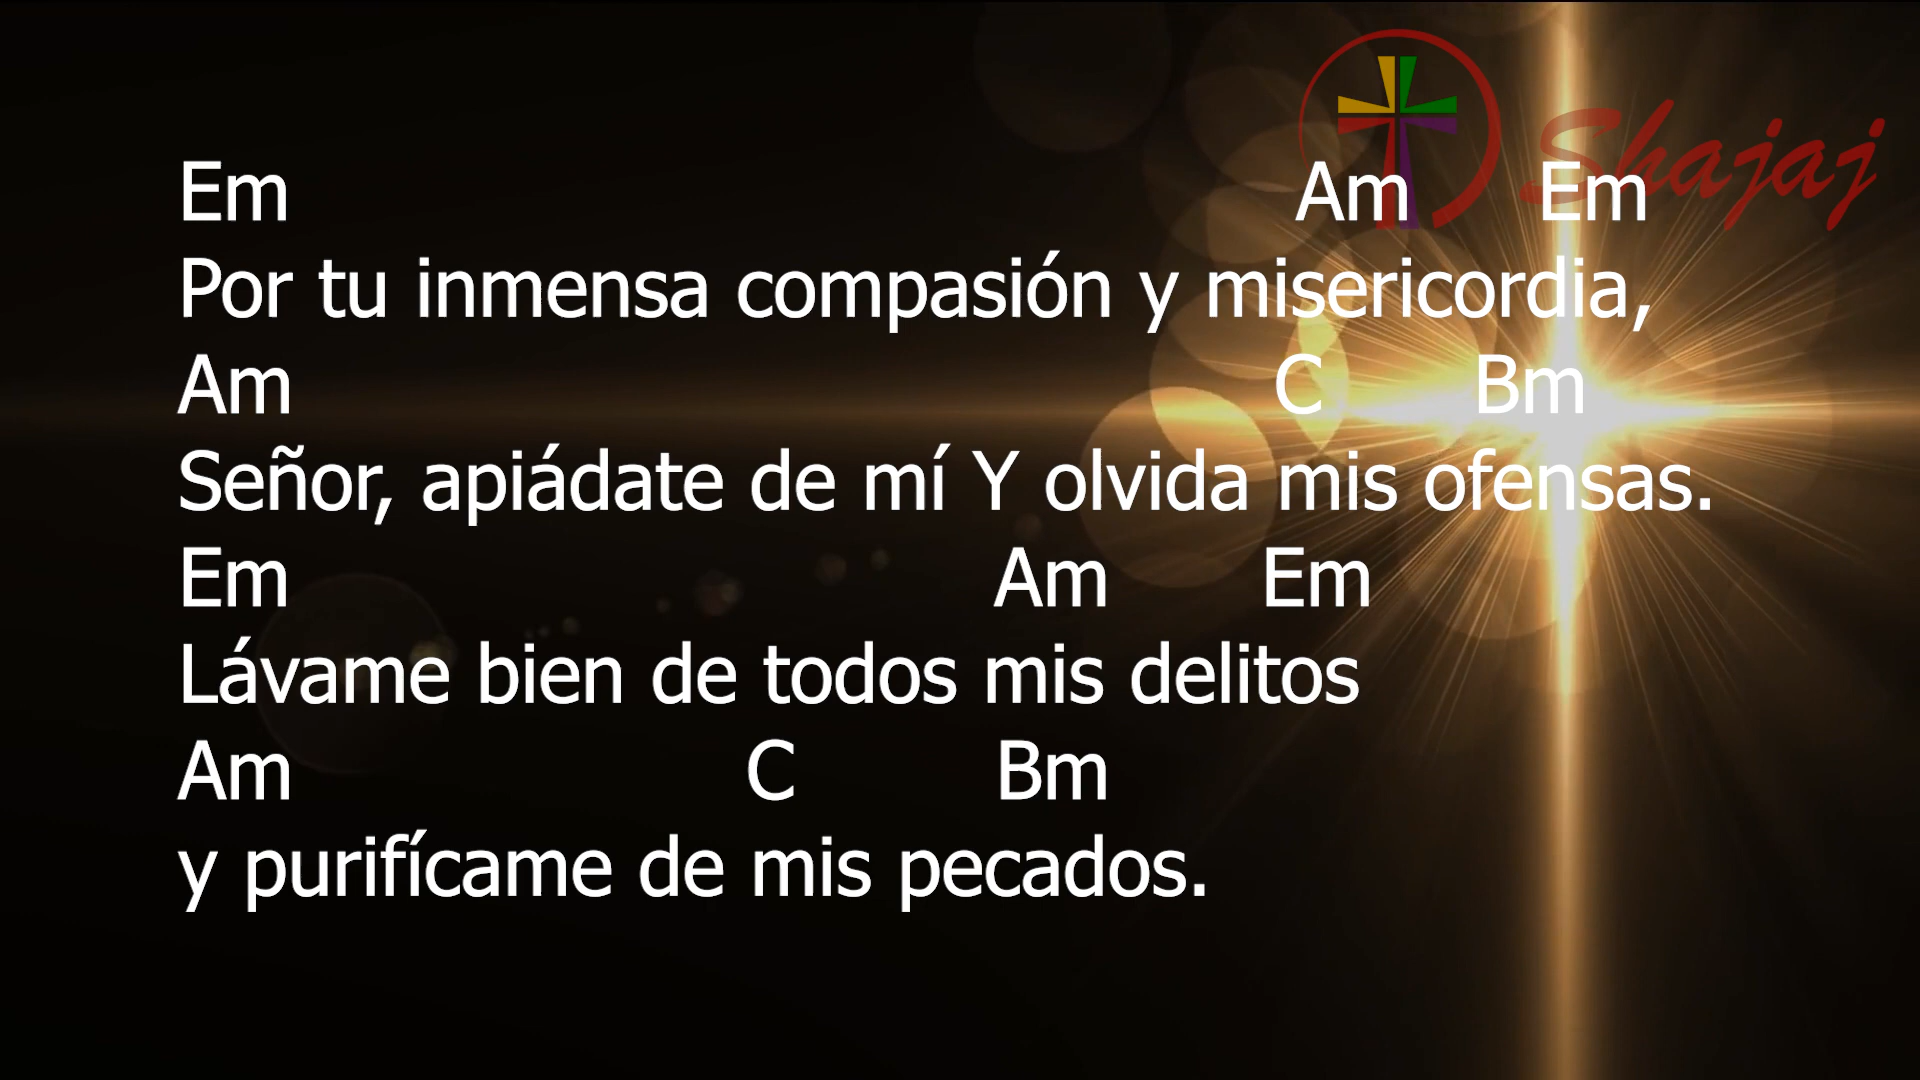 Shajaj
Em Am Em
Por tu inmensa compasión y misericordia,
Am C Bm
Señor, apiádate de mí Y olvida mis ofensas.
Em Am Em
Lávame bien de todos mis delitos
Am C Bm
y purifícame de mis pecados.